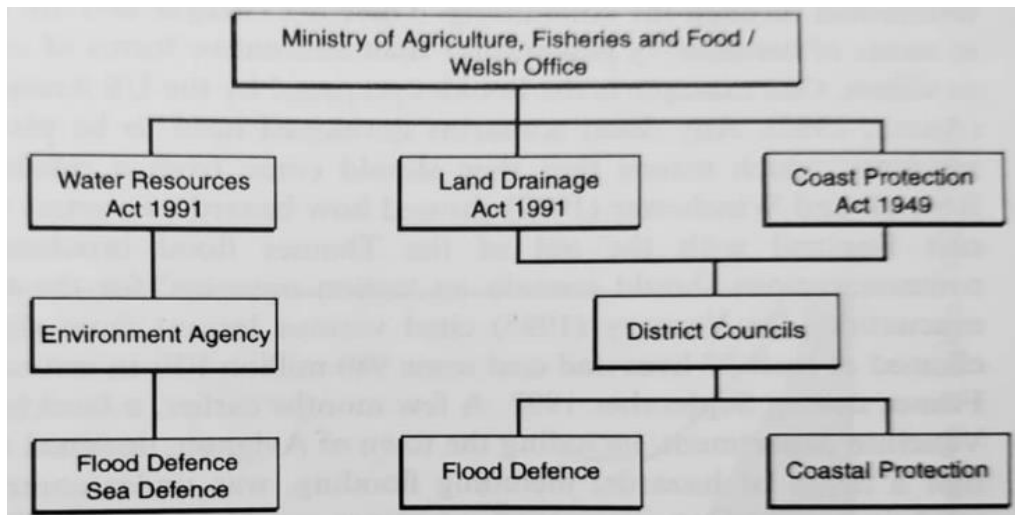 Ministry of Agriculture, Fisheries and Food /
Welsh Office
Water Resources
Act 1991
Land Drainage
Act 1991
Coast Protection
Act 1949
Environment Agency
District Councils
Flood Defence
Sea Defence
Flood Defence
Coastal Protection